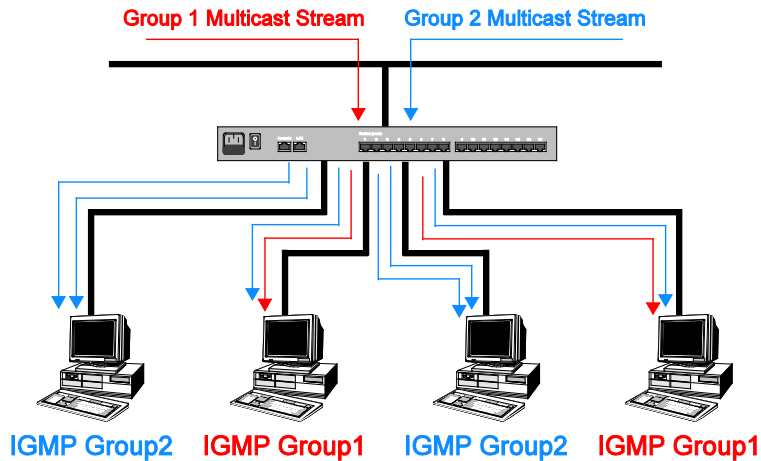 Group 1 Multicast Stream
Group 2 Multicast Stream
IGMP Group2
IGMP Group1
IGMP Group2
IGMP Group1